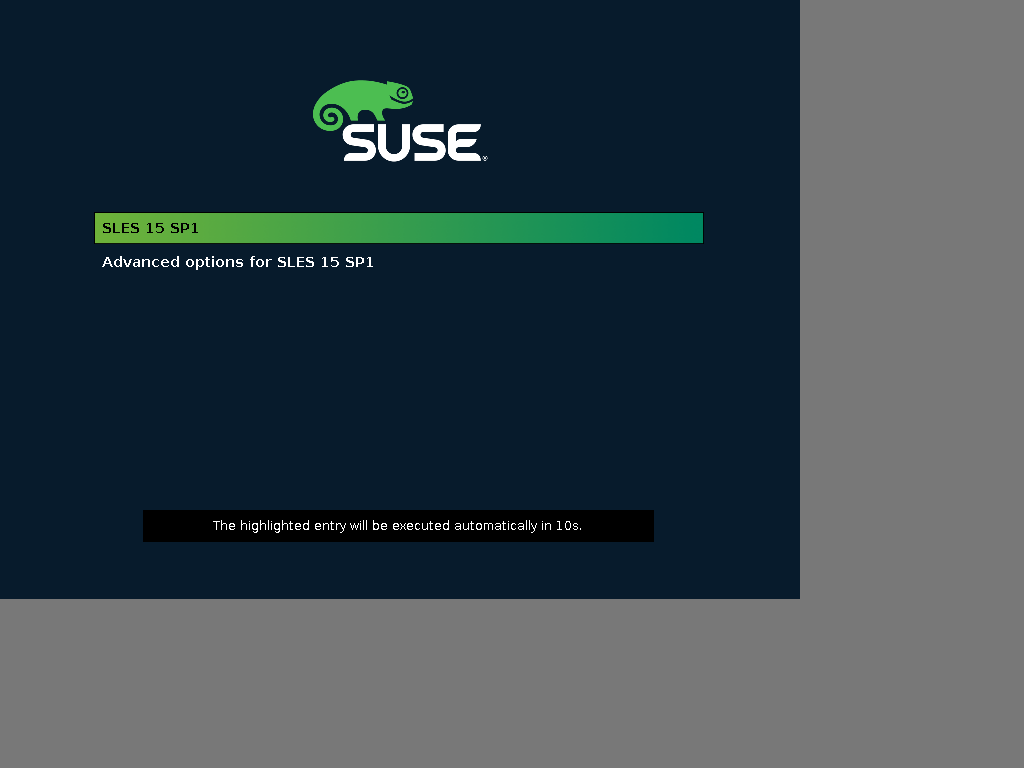 SUSE®
SLES 15 SP1
Advanced options for SLES 15 SP1
The highlighted entry will be executed automatically in 10s.